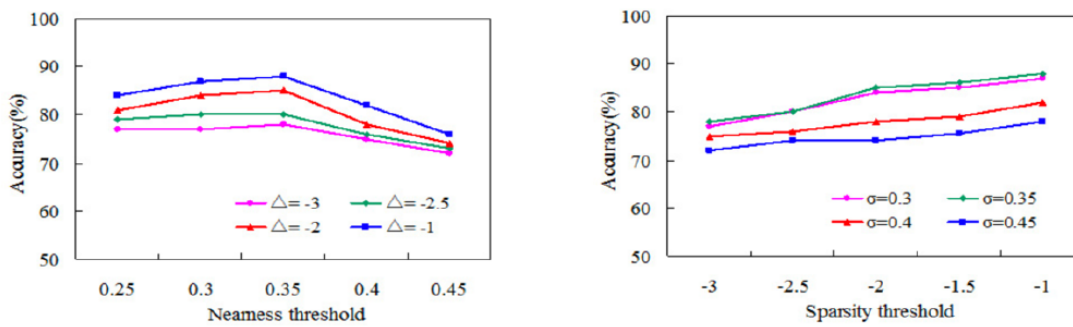 100
90
80
70
60
50
Accuracy(%)
△= -3
△= -2.5
△= -2
△= -1
0.25 0.3 0.35 0.4 0.45
Nearness threshold
100
90
80
70
60
50
Accuracy(%)
σ=0.3
σ=0.35
σ=0.4
σ=0.45
-3 -2.5 -2 -1.5 -1
Sparsity threshold